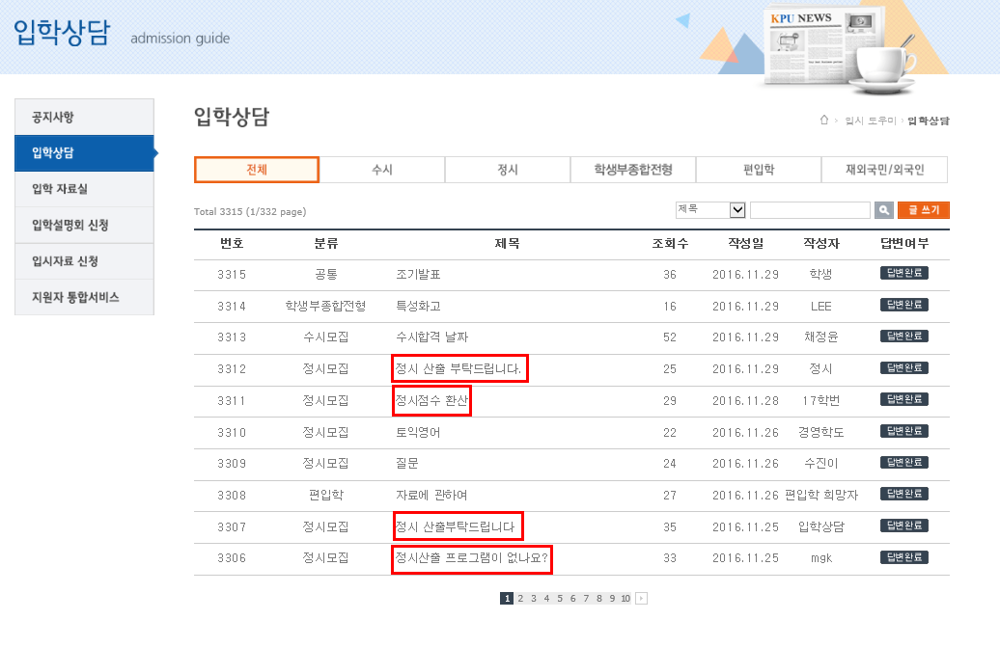 입학상담 admission guide
KPU NEWS
공지사항
입학상담
입학 자료실
입학설명회 신청
입시자료 신청
지원자 통합서비스
입학상담
입시 도우미 › 입학상담
전체 수시 정시 학생부종합전형 편입학 재외국민/외국인
Total 3315 (1/332 page) 제목 글 쓰기
번호 분류 제목 조회수 작성일 작성자 답변여부
3315 공통 조기발표 36 2016.11.29 학생 답변완료
3314 학생부종합전형 특성화고 16 2016.11.29 LEE 답변완료
3313 수시모집 수시합격 날짜 52 2016.11.29 채정윤 답변완료
3312 정시모집 정시 산출 부탁드립니다. 25 2016.11.29 정시 답변완료
3311 정시모집 정시점수 환산 29 2016.11.28 17학번 답변완료
3310 정시모집 토익영어 22 2016.11.26 경영학도 답변완료
3309 정시모집 질문 24 2016.11.26 수진이 답변완료
3308 편입학 자료에 관하여 27 2016.11.26 편입학 희망자 답변완료
3307 정시모집 정시 산출부탁드립니다 35 2016.11.25 입학상담 답변완료
3306 정시모집 정시산출 프로그램이 없나요? 33 2016.11.25 mgk 답변완료
1 2 3 4 5 6 7 8 9 10